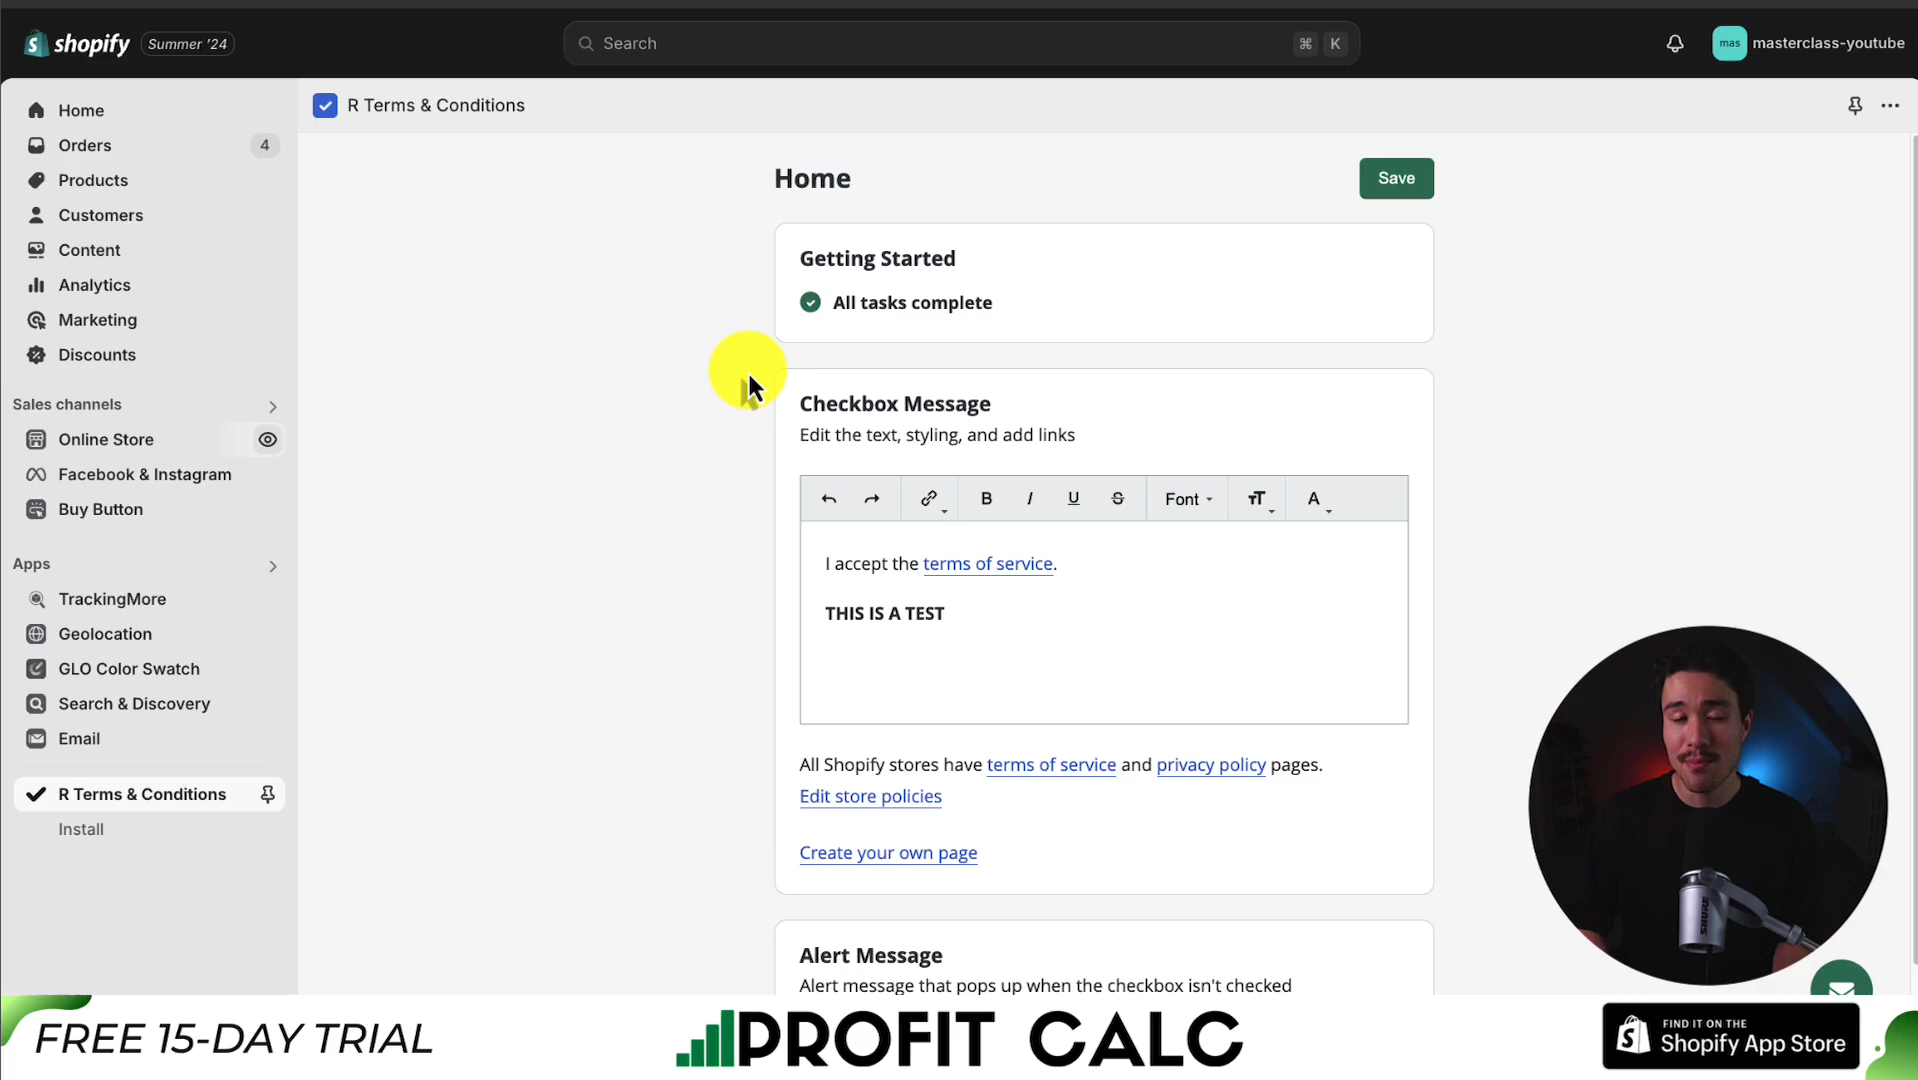 shopify Summer '24
Search ⌘ K
mas masterclass-youtube
Home
Orders 4
Products
Customers
Content
Analytics
Marketing
Discounts
Sales channels
Online Store
Facebook & Instagram
Buy Button
Apps
TrackingMore
Geolocation
GLO Color Swatch
Search & Discovery
Email
R Terms & Conditions
Install
R Terms & Conditions
Home
Save
Getting Started
All tasks complete
Checkbox Message
Edit the text, styling, and add links
B I U S Font TT A
I accept the terms of service.
THIS IS A TEST
All Shopify stores have terms of service and privacy policy pages.
Edit store policies
Create your own page
Alert Message
Alert message that pops up when the checkbox isn't checked
SHURE
FREE 15-DAY TRIAL
PROFIT CALC
FIND IT ON THE
Shopify App Store